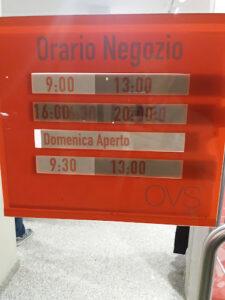 Orario Negozio
9:00 13:00
16:00 20:00
Domenica Aperto
9:30 13:00
OVS